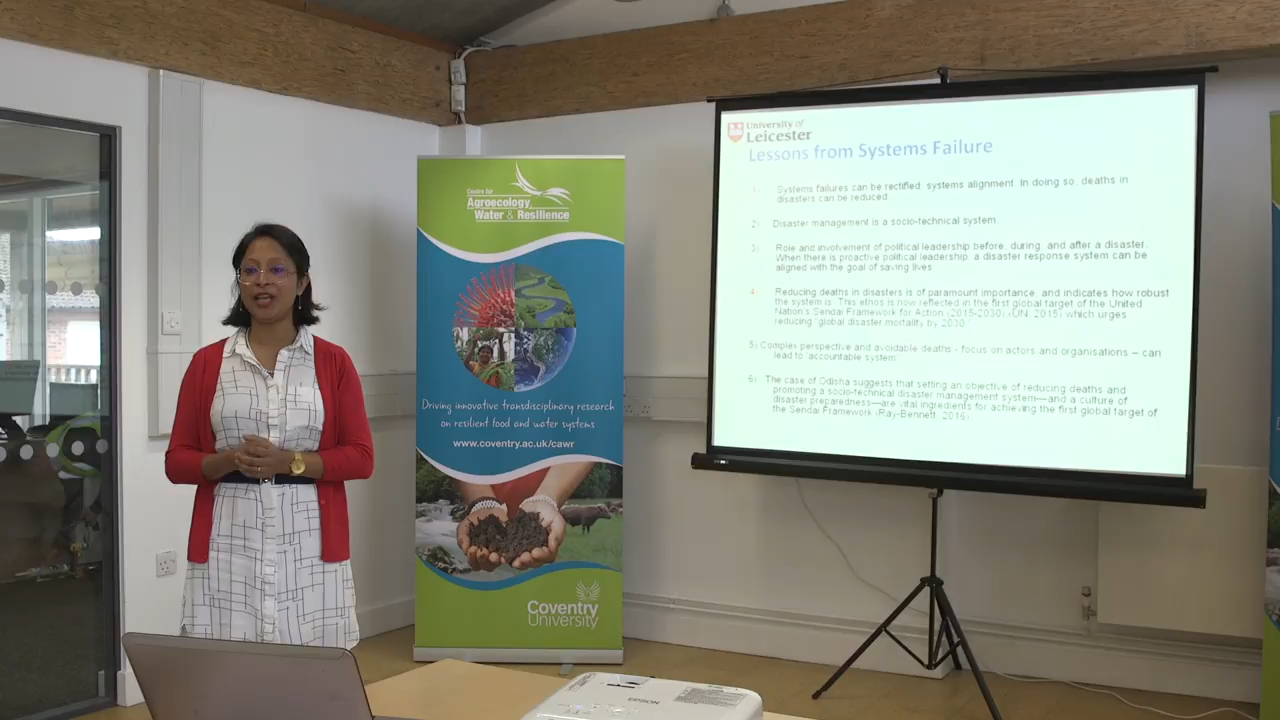 Centre for
Agroecology,
Water & Resilience
Driving innovative transdisciplinary research
on resilient food and water systems
www.coventry.ac.uk/cawr
Coventry
University
University of
Leicester
Lessons from Systems Failure
1) Systems failures can be rectified systems alignment. In doing so, deaths in
disasters can be reduced
2) Disaster management is a socio-technical system
3) Role and involvement of political leadership before, during, and after a disaster.
When there is proactive political leadership, a disaster response system can be
aligned with the goal of saving lives
4) Reducing deaths in disasters is of paramount importance, and indicates how robust
the system is. This ethos is now reflected in the first global target of the United
Nation's Sendai Framework for Action (2015-2030) (UN, 2015) which urges
reducing "global disaster mortality by 2030"
5) Complex perspective and avoidable deaths - focus on actors and organisations – can
lead to "accountable system"
6) The case of Odisha suggests that setting an objective of reducing deaths and
promoting a socio-technical disaster management system—and a culture of
disaster preparedness—are vital ingredients for achieving the first global target of
the Sendai Framework (Ray-Bennett, 2016)
EPSON